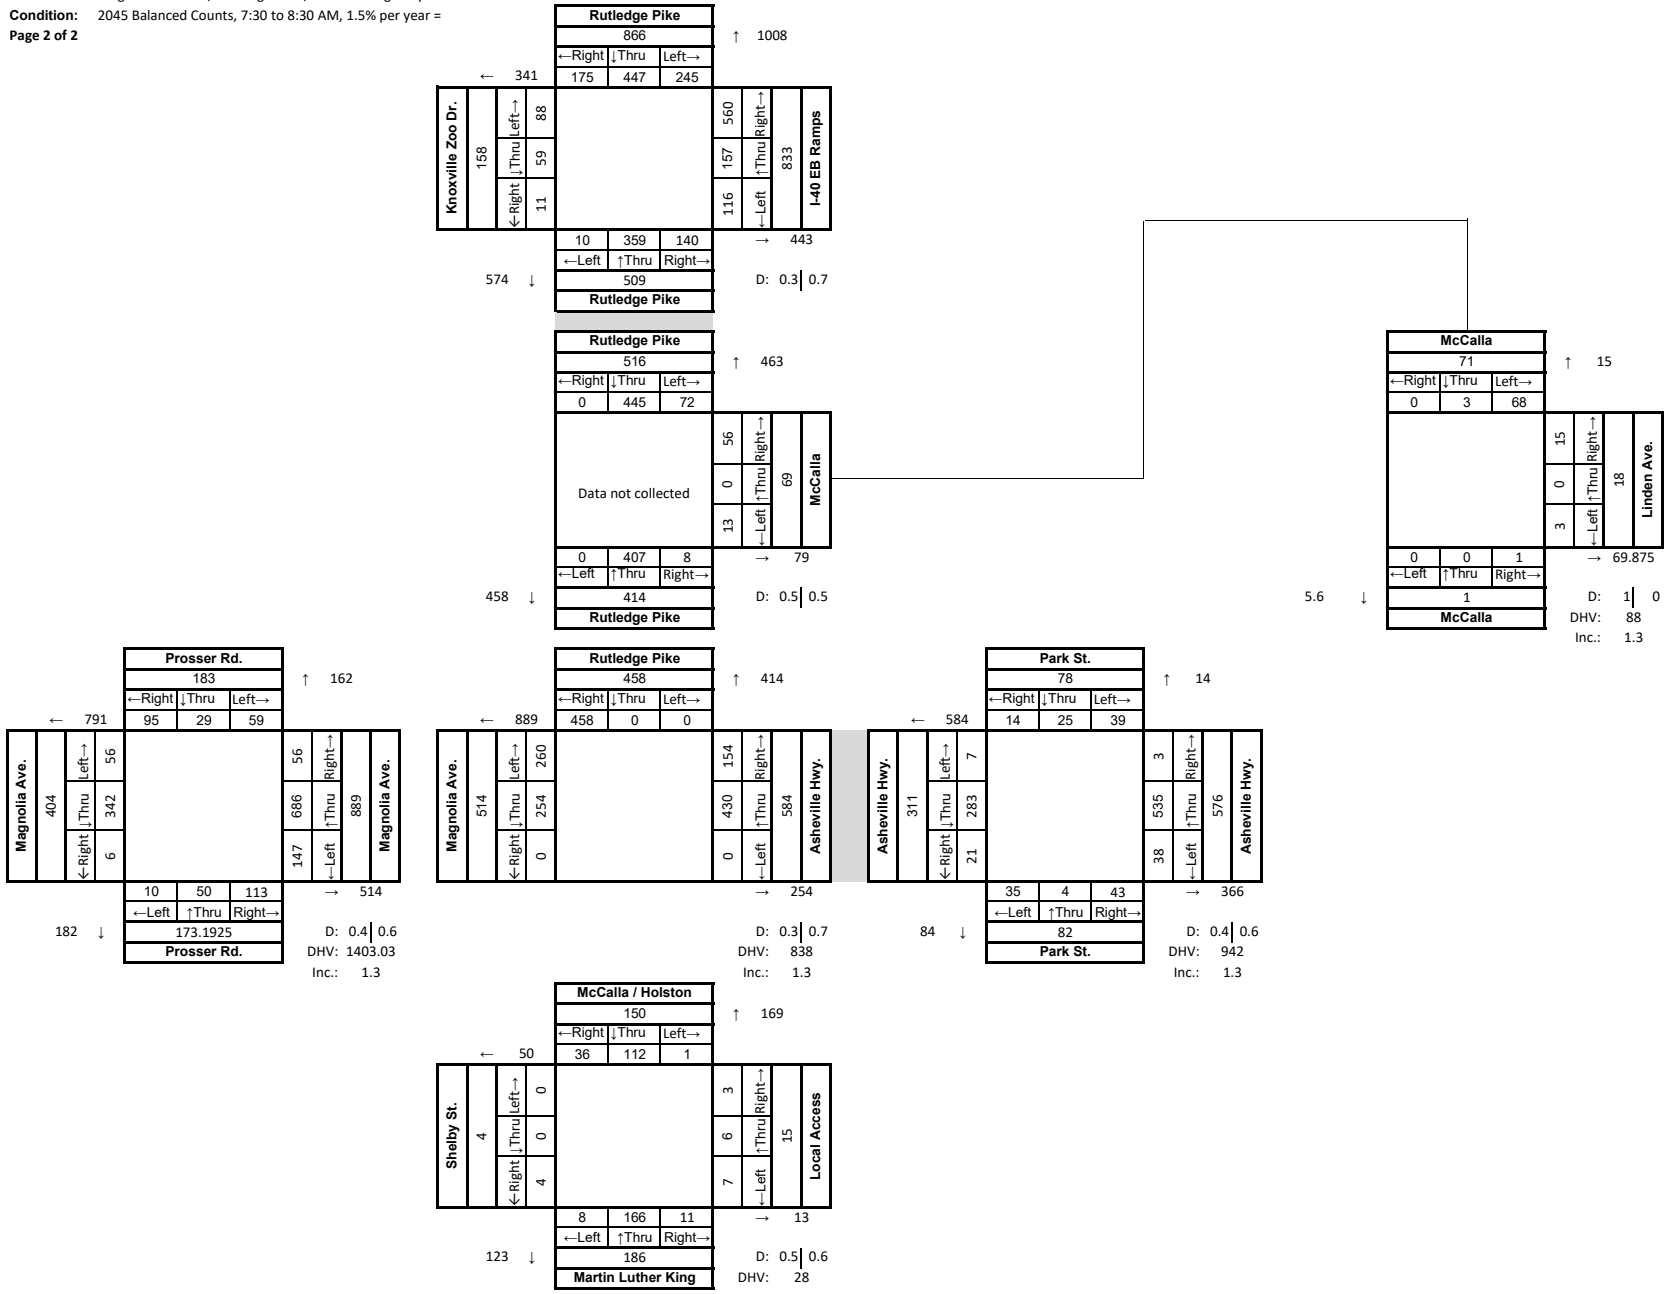 Condition: 2045 Balanced Counts, 7:30 to 8:30 AM, 1.5% per year =
Page 2 of 2
Rutledge Pike
866 ↑ 1008
←Right ↓Thru Left→
← 341 175 447 245
Knoxville Zoo Dr.
158
←Right ↓Thru Left→
11 59 88
560 157 116
Right→ ↑Thru ←Left
833
I-40 EB Ramps
10 359 140 → 443
←Left ↑Thru Right→
574 ↓ 509 D: 0.3 0.7
Rutledge Pike
Rutledge Pike
516 ↑ 463
←Right ↓Thru Left→
0 445 72
Data not collected
56 0 13
Right→ ↑Thru ←Left
69
McCalla
0 407 8 → 79
←Left ↑Thru Right→
458 ↓ 414 D: 0.5 0.5
Rutledge Pike
McCalla
71 ↑ 15
←Right ↓Thru Left→
0 3 68
15 0 3
Right→ ↑Thru ←Left
18
Linden Ave.
0 0 1 → 69.875
←Left ↑Thru Right→
5.6 ↓ 1 D: 1 0
McCalla DHV: 88
Inc.: 1.3
Prosser Rd.
183 ↑ 162
←Right ↓Thru Left→
← 791 95 29 59
Magnolia Ave.
404
←Right ↓Thru Left→
6 342 56
56 686 147
Right→ ↑Thru ←Left
889
Magnolia Ave.
10 50 113 → 514
←Left ↑Thru Right→
182 ↓ 173.1925 D: 0.4 0.6
Prosser Rd. DHV: 1403.03
Inc.: 1.3
Rutledge Pike
458 ↑ 414
←Right ↓Thru Left→
← 889 458 0 0
Magnolia Ave.
514
←Right ↓Thru Left→
0 254 260
154 430 0
Right→ ↑Thru ←Left
584
Asheville Hwy.
→ 254
D: 0.3 0.7
DHV: 838
Inc.: 1.3
Park St.
78 ↑ 14
←Right ↓Thru Left→
← 584 14 25 39
Asheville Hwy.
311
←Right ↓Thru Left→
21 283 7
3 535 38
Right→ ↑Thru ←Left
576
Asheville Hwy.
35 4 43 → 366
←Left ↑Thru Right→
84 ↓ 82 D: 0.4 0.6
Park St. DHV: 942
Inc.: 1.3
McCalla / Holston
150 ↑ 169
←Right ↓Thru Left→
← 50 36 112 1
Shelby St.
4
←Right ↓Thru Left→
4 0 0
3 6 7
Right→ ↑Thru ←Left
15
Local Access
8 166 11 → 13
←Left ↑Thru Right→
123 ↓ 186 D: 0.5 0.6
Martin Luther King DHV: 28